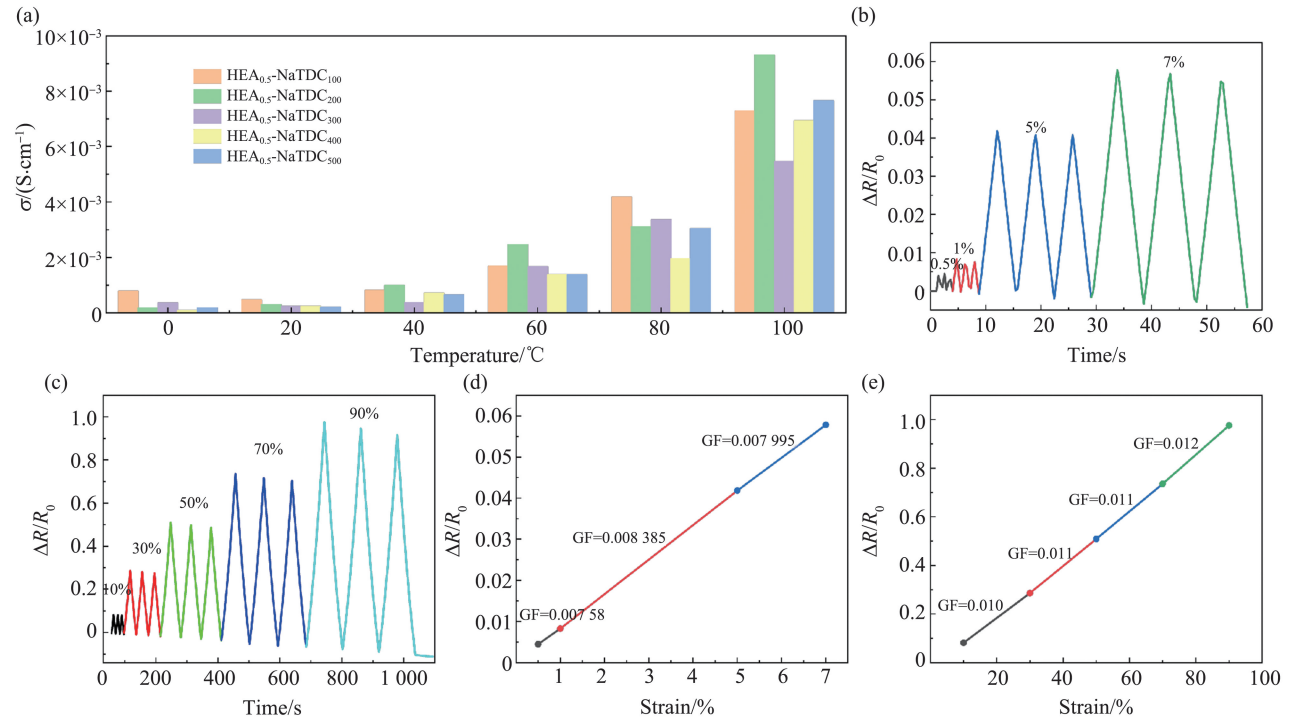 (a)
10×10⁻³
8×10⁻³
6×10⁻³
4×10⁻³
2×10⁻³
0
σ/(S·cm⁻¹)
HEA₀.₅-NaTDC₁₀₀
HEA₀.₅-NaTDC₂₀₀
HEA₀.₅-NaTDC₃₀₀
HEA₀.₅-NaTDC₄₀₀
HEA₀.₅-NaTDC₅₀₀
0 20 40 60 80 100
Temperature/℃
(b)
0.06
0.05
0.04
0.03
0.02
0.01
0
ΔR/R₀
0.5%
1%
5%
7%
0 10 20 30 40 50 60
Time/s
(c)
1.0
0.8
0.6
0.4
0.2
0
ΔR/R₀
10%
30%
50%
70%
90%
0 200 400 600 800 1 000
Time/s
(d)
0.06
0.05
0.04
0.03
0.02
0.01
0
ΔR/R₀
GF=0.007 995
GF=0.008 385
GF=0.007 58
1 2 3 4 5 6 7
Strain/%
(e)
1.0
0.8
0.6
0.4
0.2
0
ΔR/R₀
GF=0.012
GF=0.011
GF=0.011
GF=0.010
20 40 60 80 100
Strain/%